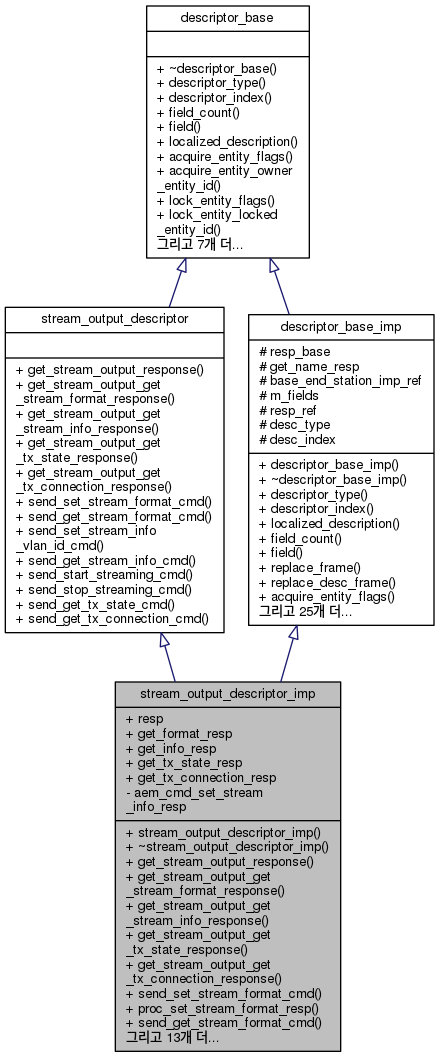 descriptor_base
+ ~descriptor_base()
+ descriptor_type()
+ descriptor_index()
+ field_count()
+ field()
+ localized_description()
+ acquire_entity_flags()
+ acquire_entity_owner
_entity_id()
+ lock_entity_flags()
+ lock_entity_locked
_entity_id()
그리고 7개 더...
stream_output_descriptor
+ get_stream_output_response()
+ get_stream_output_get
_stream_format_response()
+ get_stream_output_get
_stream_info_response()
+ get_stream_output_get
_tx_state_response()
+ get_stream_output_get
_tx_connection_response()
+ send_set_stream_format_cmd()
+ send_get_stream_format_cmd()
+ send_set_stream_info
_vlan_id_cmd()
+ send_get_stream_info_cmd()
+ send_start_streaming_cmd()
+ send_stop_streaming_cmd()
+ send_get_tx_state_cmd()
+ send_get_tx_connection_cmd()
descriptor_base_imp
# resp_base
# get_name_resp
# base_end_station_imp_ref
# m_fields
# resp_ref
# desc_type
# desc_index
+ descriptor_base_imp()
+ ~descriptor_base_imp()
+ descriptor_type()
+ descriptor_index()
+ localized_description()
+ field_count()
+ field()
+ replace_frame()
+ replace_desc_frame()
+ acquire_entity_flags()
그리고 25개 더...
stream_output_descriptor_imp
+ resp
+ get_format_resp
+ get_info_resp
+ get_tx_state_resp
+ get_tx_connection_resp
- aem_cmd_set_stream
_info_resp
+ stream_output_descriptor_imp()
+ ~stream_output_descriptor_imp()
+ get_stream_output_response()
+ get_stream_output_get
_stream_format_response()
+ get_stream_output_get
_stream_info_response()
+ get_stream_output_get
_tx_state_response()
+ get_stream_output_get
_tx_connection_response()
+ send_set_stream_format_cmd()
+ proc_set_stream_format_resp()
+ send_get_stream_format_cmd()
그리고 13개 더...